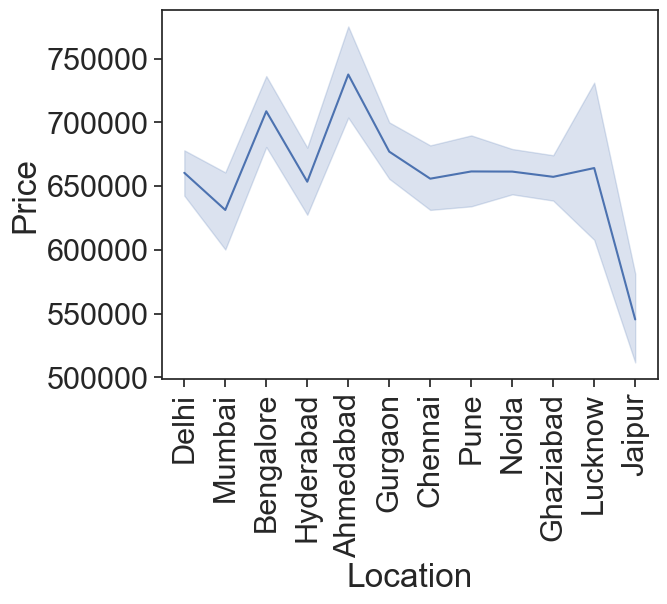 Price
750000
700000
650000
600000
550000
500000
Delhi
Mumbai
Bengalore
Hyderabad
Ahmedabad
Gurgaon
Chennai
Pune
Noida
Ghaziabad
Lucknow
Jaipur
Location